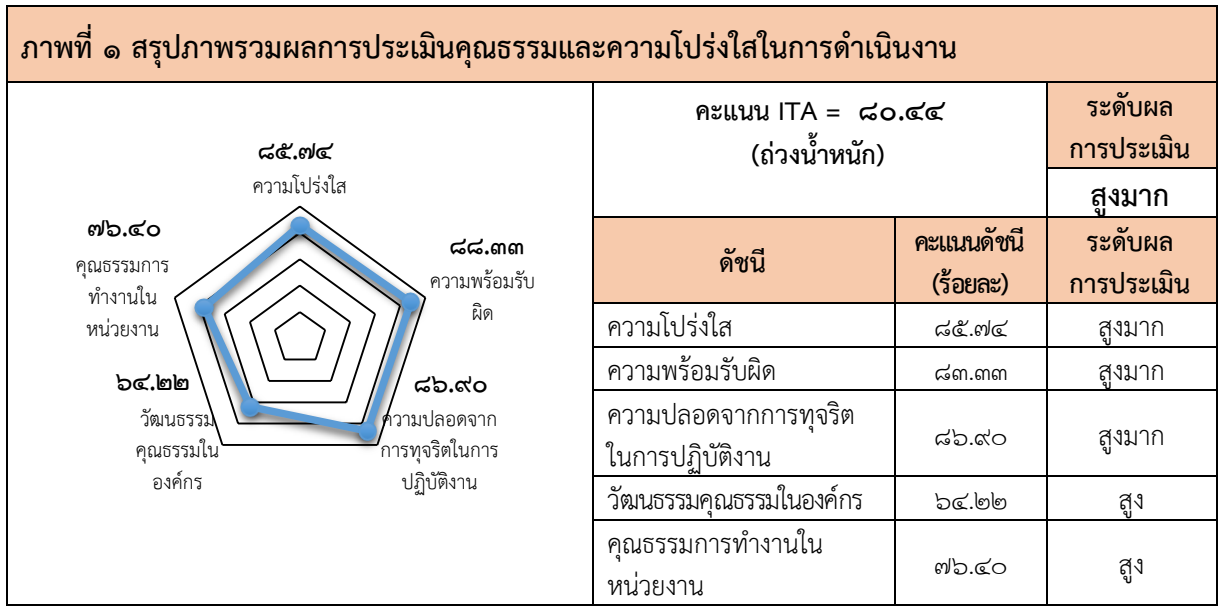 ภาพที่ ๑ สรุปภาพรวมผลการประเมินคุณธรรมและความโปร่งใสในการดำเนินงาน
๘๕.๗๔
ความโปร่งใส
๘๘.๓๓
ความพร้อมรับ
ผิด
๘๖.๙๐
ความปลอดจาก
การทุจริตในการ
ปฏิบัติงาน
๖๔.๒๒
วัฒนธรรม
คุณธรรมใน
องค์กร
๗๖.๔๐
คุณธรรมการ
ทำงานใน
หน่วยงาน
คะแนน ITA = ๘๐.๔๔
(ถ่วงน้ำหนัก)
ระดับผล
การประเมิน
สูงมาก
ดัชนี
คะแนนดัชนี
(ร้อยละ)
ระดับผล
การประเมิน
ความโปร่งใส
๘๕.๗๔
สูงมาก
ความพร้อมรับผิด
๘๓.๓๓
สูงมาก
ความปลอดจากการทุจริต
ในการปฏิบัติงาน
๘๖.๙๐
สูงมาก
วัฒนธรรมคุณธรรมในองค์กร
๖๔.๒๒
สูง
คุณธรรมการทำงานใน
หน่วยงาน
๗๖.๔๐
สูง